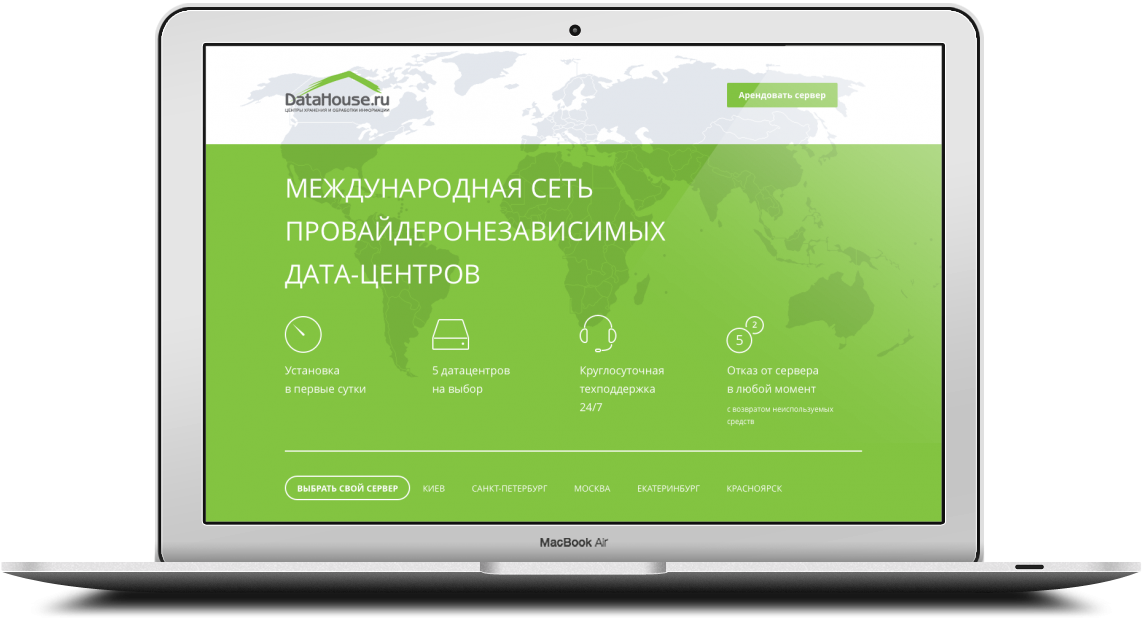 DataHouse.ru
ЦЕНТРЫ ХРАНЕНИЯ И ОБРАБОТКИ ИНФОРМАЦИИ
Арендовать сервер
МЕЖДУНАРОДНАЯ СЕТЬ
ПРОВАЙДЕРОНЕЗАВИСИМЫХ
ДАТА-ЦЕНТРОВ
Установка
в первые сутки
5 датацентров
на выбор
Круглосуточная
техподдержка
24/7
2
5
Отказ от сервера
в любой момент
с возвратом неиспользуемых
средств
ВЫБРАТЬ СВОЙ СЕРВЕР КИЕВ САНКТ-ПЕТЕРБУРГ МОСКВА ЕКАТЕРИНБУРГ КРАСНОЯРСК
MacBook Air